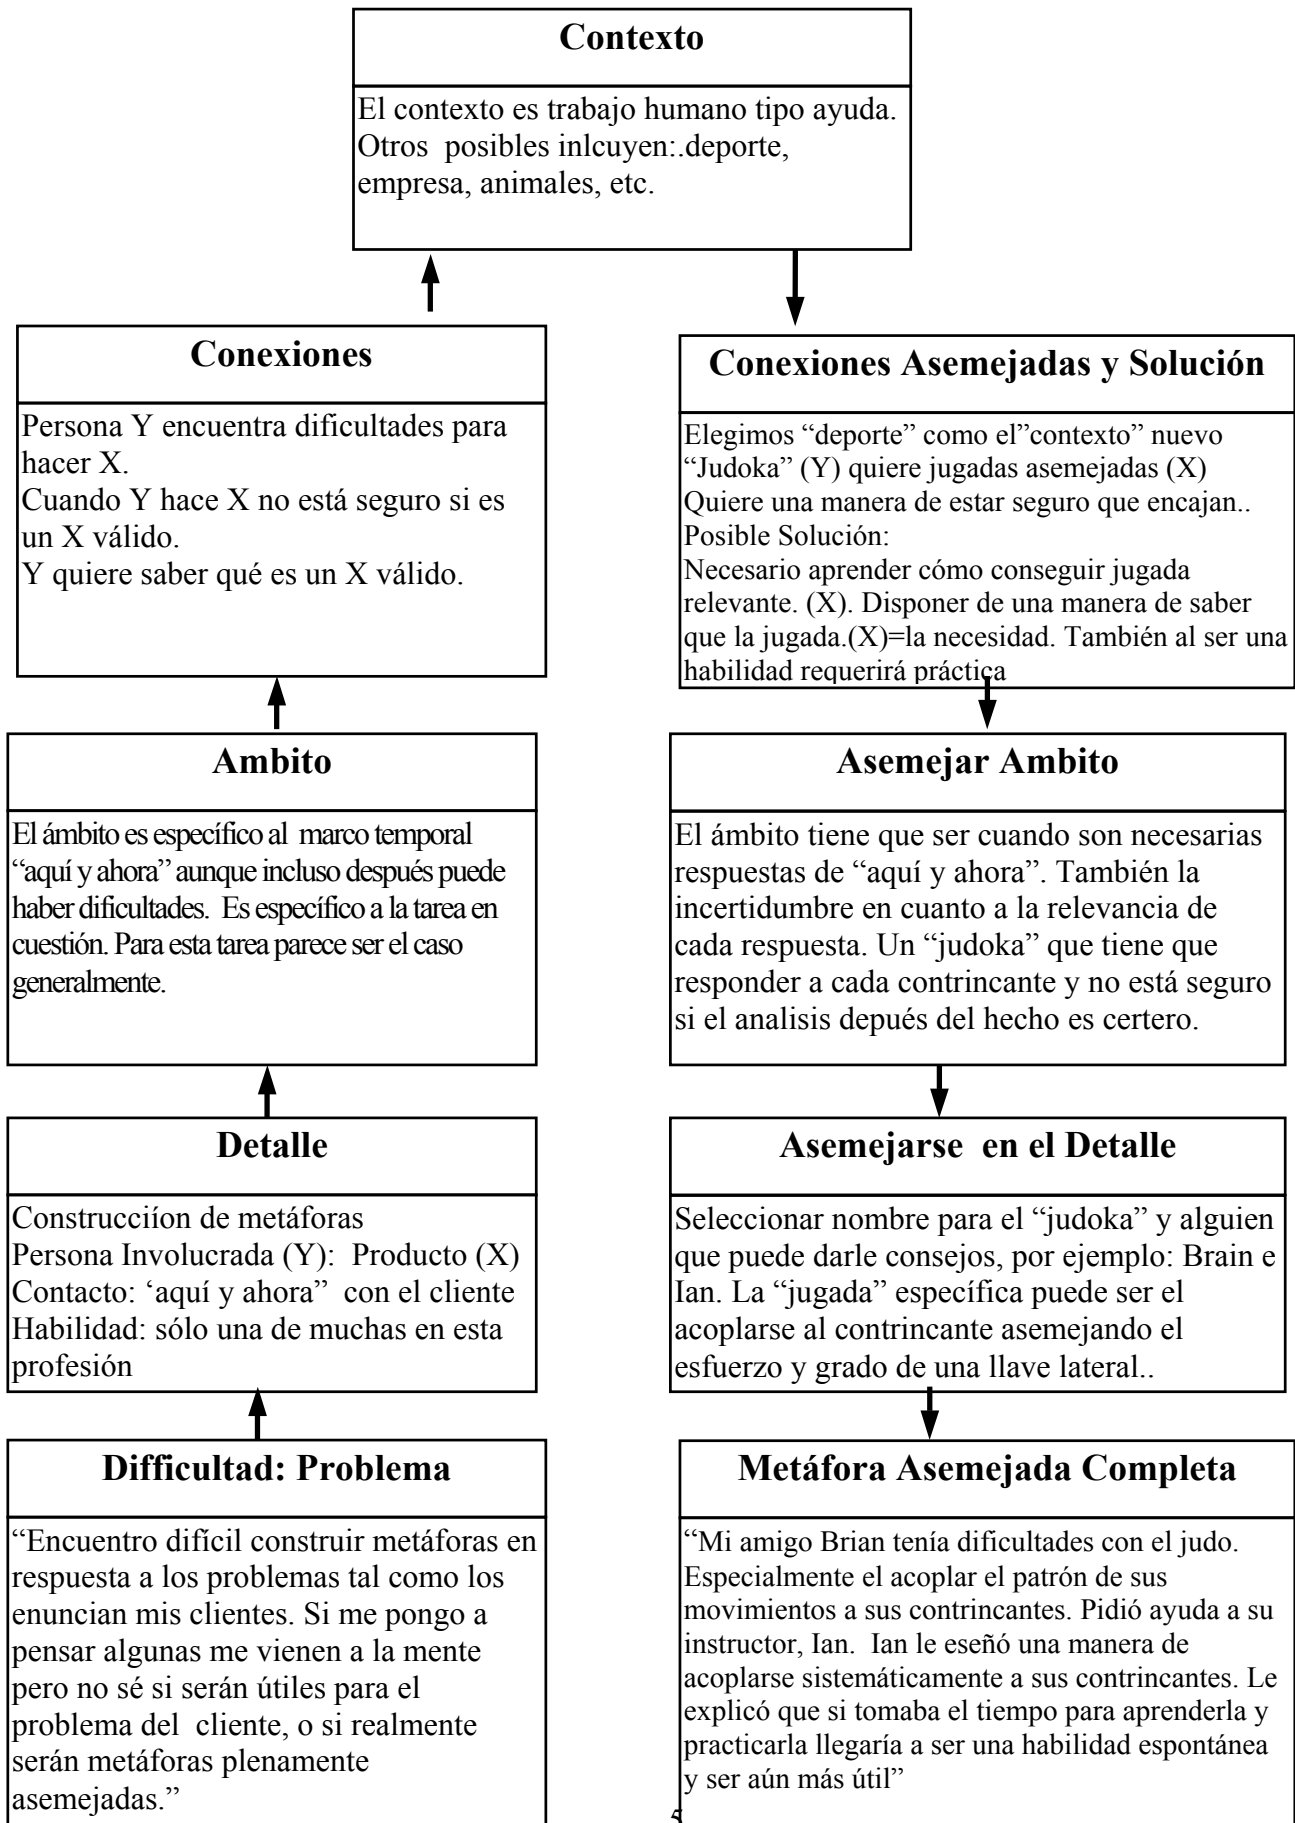 Contexto
El contexto es trabajo humano tipo ayuda.
Otros  posibles inlcuyen:.deporte,
empresa, animales, etc.
Conexiones
Persona Y encuentra dificultades para
hacer X.
Cuando Y hace X no está seguro si es
un X válido.
Y quiere saber qué es un X válido.
Conexiones Asemejadas y Solución
Elegimos “deporte” como el”contexto” nuevo
“Judoka” (Y) quiere jugadas asemejadas (X)
Quiere una manera de estar seguro que encajan..
Posible Solución:
Necesario aprender cómo conseguir jugada
relevante. (X). Disponer de una manera de saber
que la jugada.(X)=la necesidad. También al ser una
habilidad requerirá práctica
Ambito
El ámbito es específico al  marco temporal
“aquí y ahora” aunque incluso después puede
haber dificultades.  Es específico a la tarea en
cuestión. Para esta tarea parece ser el caso
generalmente.
Asemejar Ambito
El ámbito tiene que ser cuando son necesarias
respuestas de “aquí y ahora”. También la
incertidumbre en cuanto a la relevancia de
cada respuesta. Un “judoka” que tiene que
responder a cada contrincante y no está seguro
si el analisis depués del hecho es certero.
Detalle
Construcciíon de metáforas
Persona Involucrada (Y):  Producto (X)
Contacto: ‘aquí y ahora”  con el cliente
Habilidad: sólo una de muchas en esta
profesión
Asemejarse  en el Detalle
Seleccionar nombre para el “judoka” y alguien
que puede darle consejos, por ejemplo: Brain e
Ian. La “jugada” específica puede ser el
acoplarse al contrincante asemejando el
esfuerzo y grado de una llave lateral..
Difficultad: Problema
“Encuentro difícil construir metáforas en
respuesta a los problemas tal como los
enuncian mis clientes. Si me pongo a
pensar algunas me vienen a la mente
pero no sé si serán útiles para el
problema del  cliente, o si realmente
serán metáforas plenamente
asemejadas.”
Metáfora Asemejada Completa
“Mi amigo Brian tenía dificultades con el judo.
Especialmente el acoplar el patrón de sus
movimientos a sus contrincantes. Pidió ayuda a su
instructor, Ian.  Ian le eseñó una manera de
acoplarse sistemáticamente a sus contrincantes. Le
explicó que si tomaba el tiempo para aprenderla y
practicarla llegaría a ser una habilidad espontánea
y ser aún más útil”
5